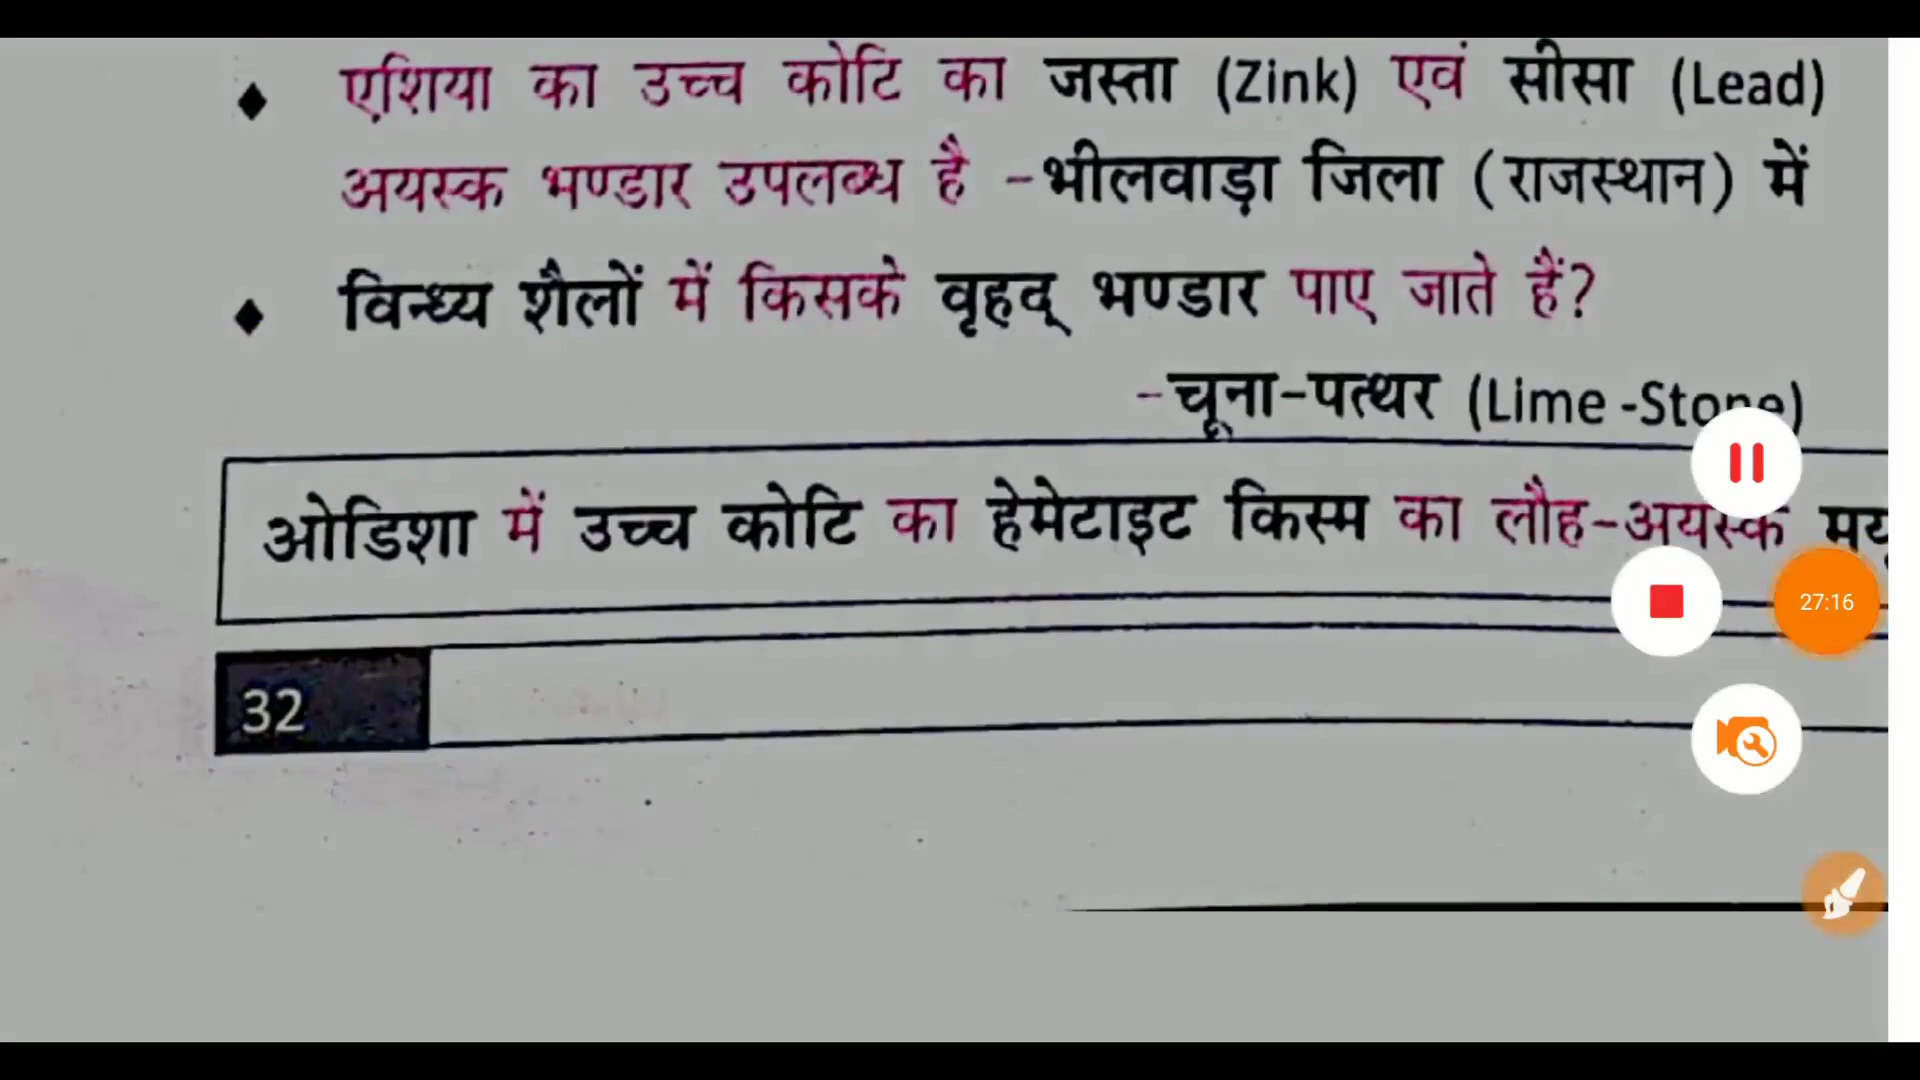 एशिया का उच्च कोटि का जस्ता (Zink) एवं सीसा (Lead)
अयस्क भण्डार उपलब्ध है -भीलवाड़ा जिला (राजस्थान) में
विन्ध्य शैलों में किसके वृहद् भण्डार पाए जाते हैं?
-चूना-पत्थर (Lime -Stone)
ओडिशा में उच्च कोटि का हेमेटाइट किस्म का लौह-अयस्क
27:16
32